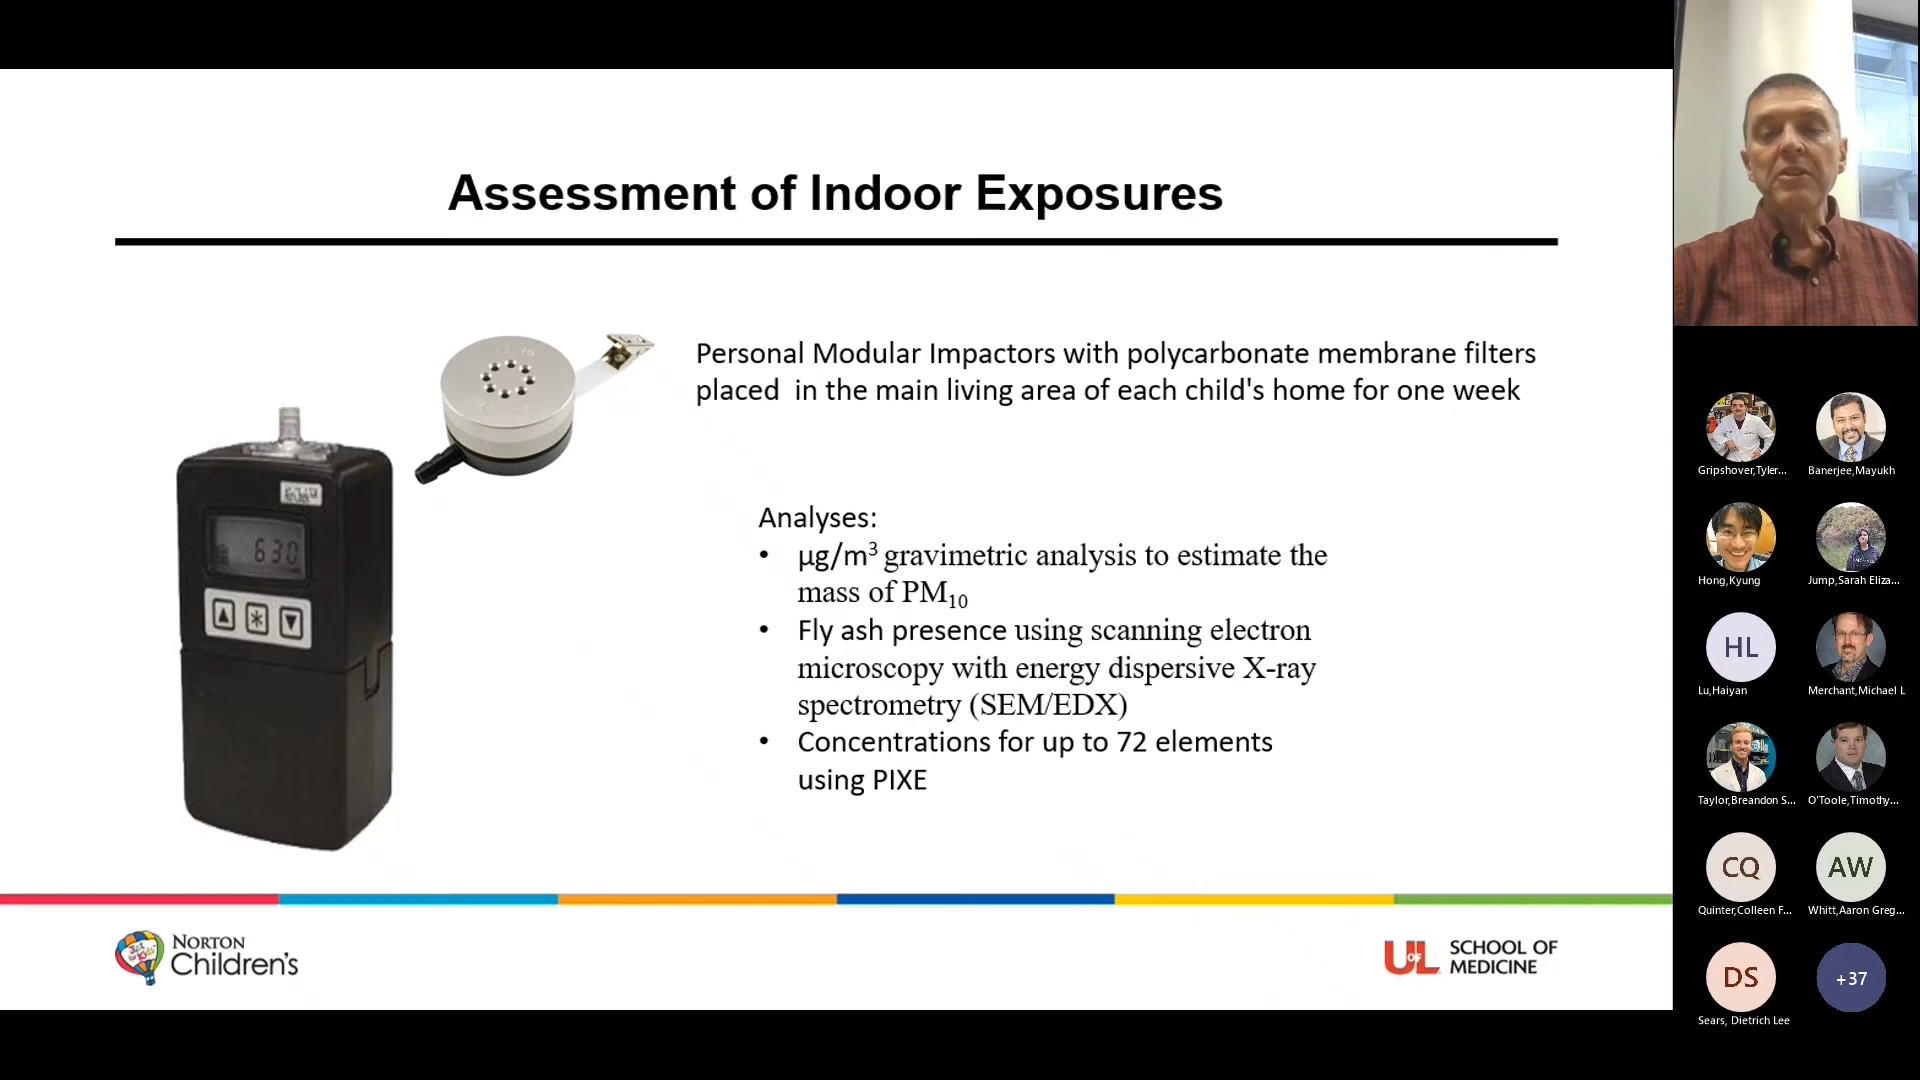 Assessment of Indoor Exposures
Personal Modular Impactors with polycarbonate membrane filters
placed in the main living area of each child's home for one week
630
Analyses:
• µg/m³ gravimetric analysis to estimate the
mass of PM₁₀
• Fly ash presence using scanning electron
microscopy with energy dispersive X-ray
spectrometry (SEM/EDX)
• Concentrations for up to 72 elements
using PIXE
Just for Kids
NORTON
Children's
UofL
SCHOOL OF
MEDICINE
Gripshover,Tyler...
Banerjee,Mayukh
Hong,Kyung
Jump,Sarah Eliza...
HL
Lu,Haiyan
Merchant,Michael L
Taylor,Breandon S...
O'Toole,Timothy...
CQ
Quinter,Colleen F...
AW
Whitt,Aaron Greg...
DS
Sears, Dietrich Lee
+37